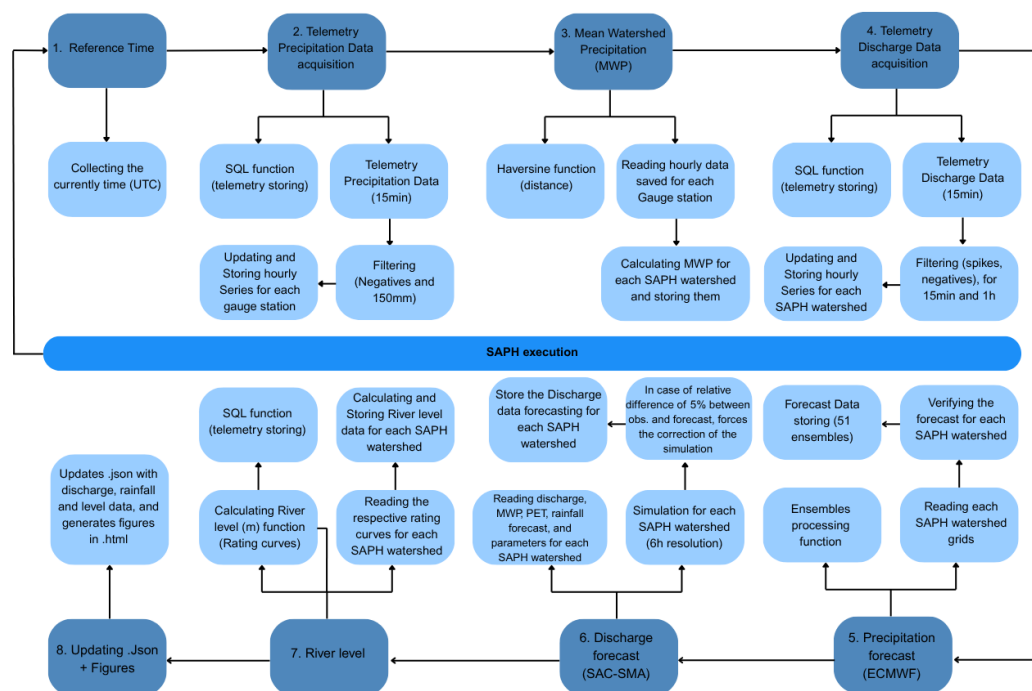 1. Reference Time
2. Telemetry
Precipitation Data
acquisition
3. Mean Watershed
Precipitation
(MWP)
4. Telemetry
Discharge Data
acquisition
Collecting the
currently time (UTC)
SQL function
(telemetry storing)
Telemetry
Precipitation Data
(15min)
Haversine function
(distance)
Reading hourly data
saved for each
Gauge station
SQL function
(telemetry storing)
Telemetry
Discharge Data
(15min)
Updating and
Storing hourly
Series for each
gauge station
Filtering
(Negatives and
150mm)
Calculating MWP for
each SAPH watershed
and storing them
Updating and
Storing hourly
Series for each
SAPH watershed
Filtering (spikes,
negatives), for
15min and 1h
SAPH execution
SQL function
(telemetry storing)
Calculating and
Storing River level
data for each SAPH
watershed
Store the Discharge
data forecasting for
each SAPH
watershed
In case of relative
difference of 5% between
obs. and forecast, forces
the correction of the
simulation
Forecast Data
storing (51
ensembles)
Verifying the
forecast for each
SAPH watershed
Updates .json with
discharge, rainfall
and level data, and
generates figures
in .html
Calculating River
level (m) function
(Rating curves)
Reading the
respective rating
curves for each
SAPH watershed
Reading discharge,
MWP, PET, rainfall
forecast, and
parameters for each
SAPH watershed
Simulation for each
SAPH watershed
(6h resolution)
Ensembles
processing
function
Reading each
SAPH watershed
grids
8. Updating .Json
+ Figures
7. River level
6. Discharge
forecast
(SAC-SMA)
5. Precipitation
forecast
(ECMWF)